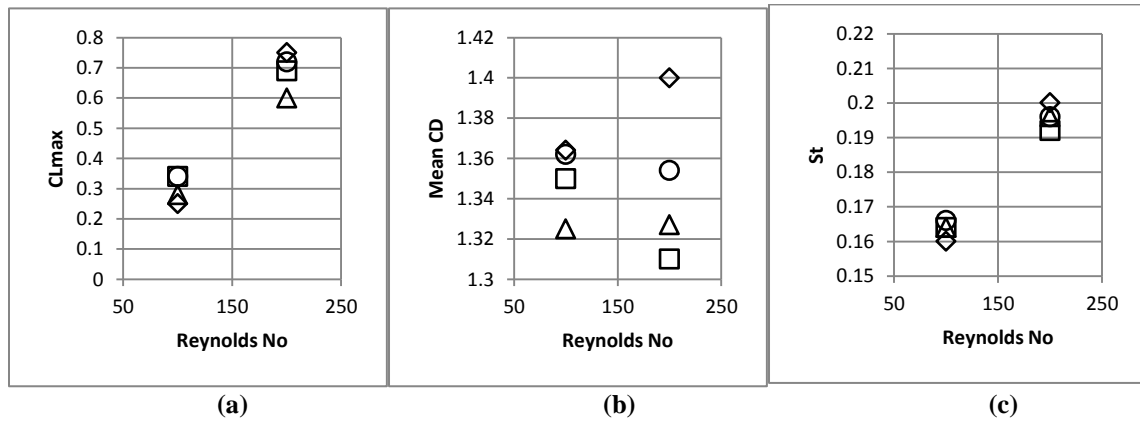 CLmax
0.8
0.7
0.6
0.5
0.4
0.3
0.2
0.1
0
50 150 250
Reynolds No
(a)
Mean CD
1.42
1.4
1.38
1.36
1.34
1.32
1.3
50 150 250
Reynolds No
(b)
St
0.22
0.21
0.2
0.19
0.18
0.17
0.16
0.15
50 150 250
Reynolds No
(c)